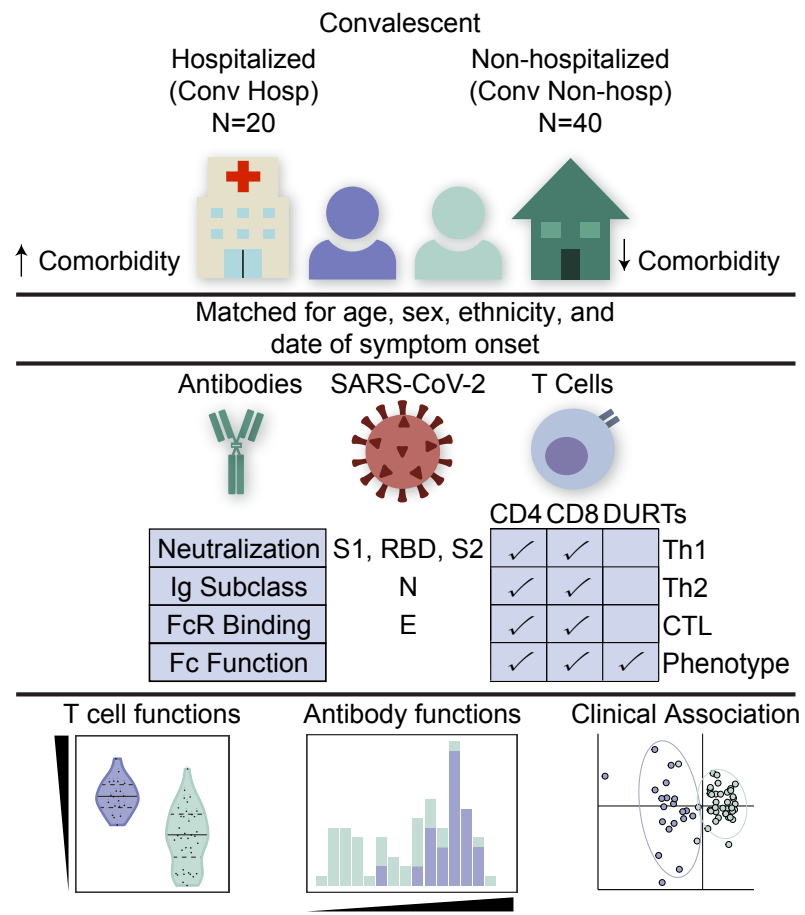 Convalescent
Hospitalized
(Conv Hosp)
N=20
Non-hospitalized
(Conv Non-hosp)
N=40
↑ Comorbidity
↓ Comorbidity
Matched for age, sex, ethnicity, and
date of symptom onset
Antibodies
SARS-CoV-2
T Cells
CD4 CD8 DURTs
Neutralization S1, RBD, S2 ✓ ✓ Th1
Ig Subclass N ✓ ✓ Th2
FcR Binding E ✓ ✓ CTL
Fc Function ✓ ✓ ✓ Phenotype
T cell functions
Antibody functions
Clinical Association